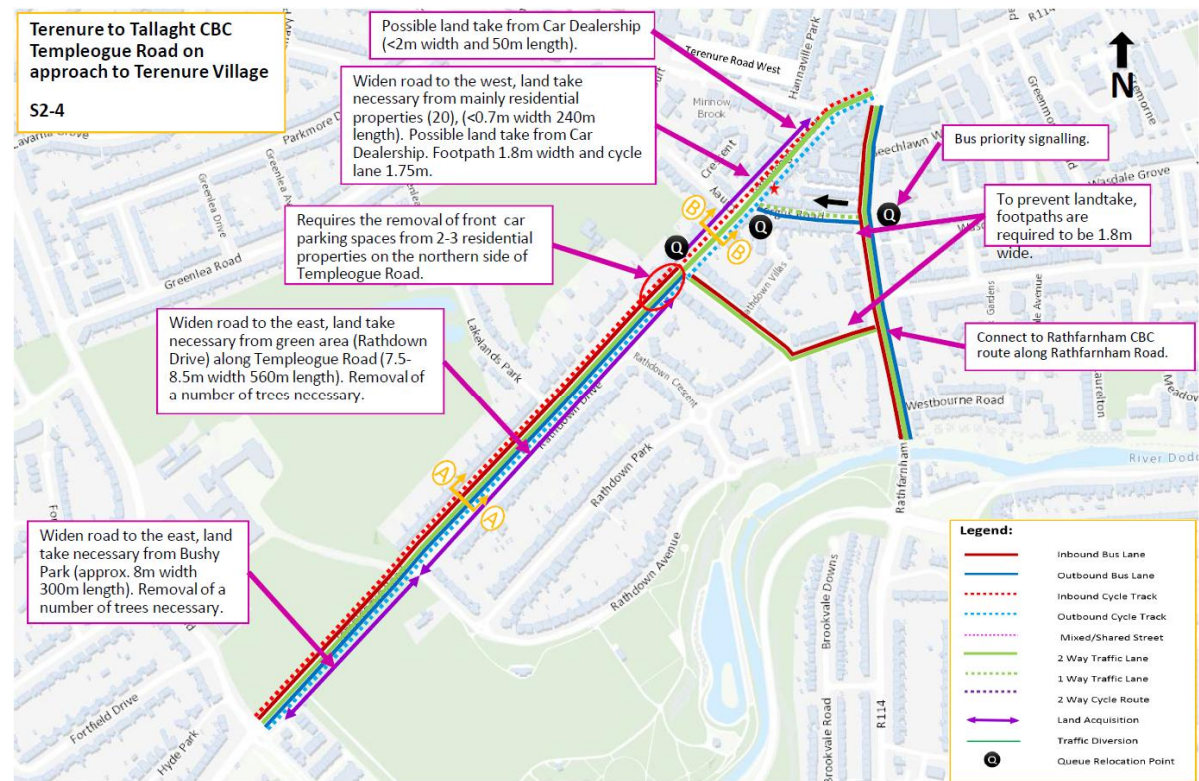 Terenure to Tallaght CBC
Templeogue Road on
approach to Terenure Village
S2-4
Possible land take from Car Dealership
(<2m width and 50m length).
Widen road to the west, land take
necessary from mainly residential
properties (20), (<0.7m width 240m
length). Possible land take from Car
Dealership. Footpath 1.8m width and cycle
lane 1.75m.
Requires the removal of front car
parking spaces from 2-3 residential
properties on the northern side of
Templeogue Road.
Widen road to the east, land take
necessary from green area (Rathdown
Drive) along Templeogue Road (7.5-
8.5m width 560m length). Removal of
a number of trees necessary.
Widen road to the east, land
take necessary from Bushy
Park (approx. 8m width
300m length). Removal of a
number of trees necessary.
Bus priority signalling.
To prevent landtake,
footpaths are
required to be 1.8m
wide.
Connect to Rathfarnham CBC
route along Rathfarnham Road.
N
R114
Terenure Road West
Hannaville Park
Minnow
Brook
Crescent
Parkmore D
Greenlea Drive
Greenlea Road
Lakelands Park
Rathdown Villas
Rathdown Crescent
Rathdown Drive
Rathdown Park
Rathdown Avenue
Beechlawn W
Wasdale Grove
Road
Gardens
Westbourne Road
River Dodd
Rathfarnham
Brookvale Downs
Brookvale Road
R114
Fortfield Drive
Hyde Park
Q
Q
Q
B
B
A
A
Legend:
Inbound Bus Lane
Outbound Bus Lane
Inbound Cycle Track
Outbound Cycle Track
Mixed/Shared Street
2 Way Traffic Lane
1 Way Traffic Lane
2 Way Cycle Route
Land Acquisition
Traffic Diversion
Q Queue Relocation Point